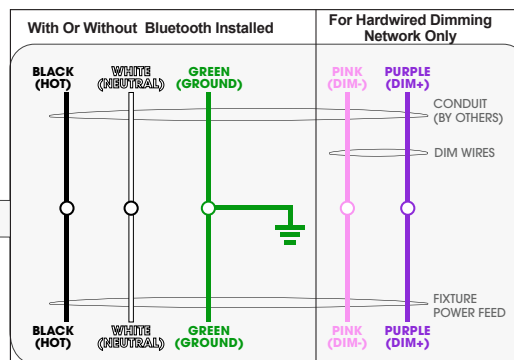 With Or Without Bluetooth Installed
For Hardwired Dimming
Network Only
BLACK
(HOT)
WHITE
(NEUTRAL)
GREEN
(GROUND)
PINK
(DIM-)
PURPLE
(DIM+)
CONDUIT
(BY OTHERS)
DIM WIRES
FIXTURE
POWER FEED
BLACK
(HOT)
WHITE
(NEUTRAL)
GREEN
(GROUND)
PINK
(DIM-)
PURPLE
(DIM+)